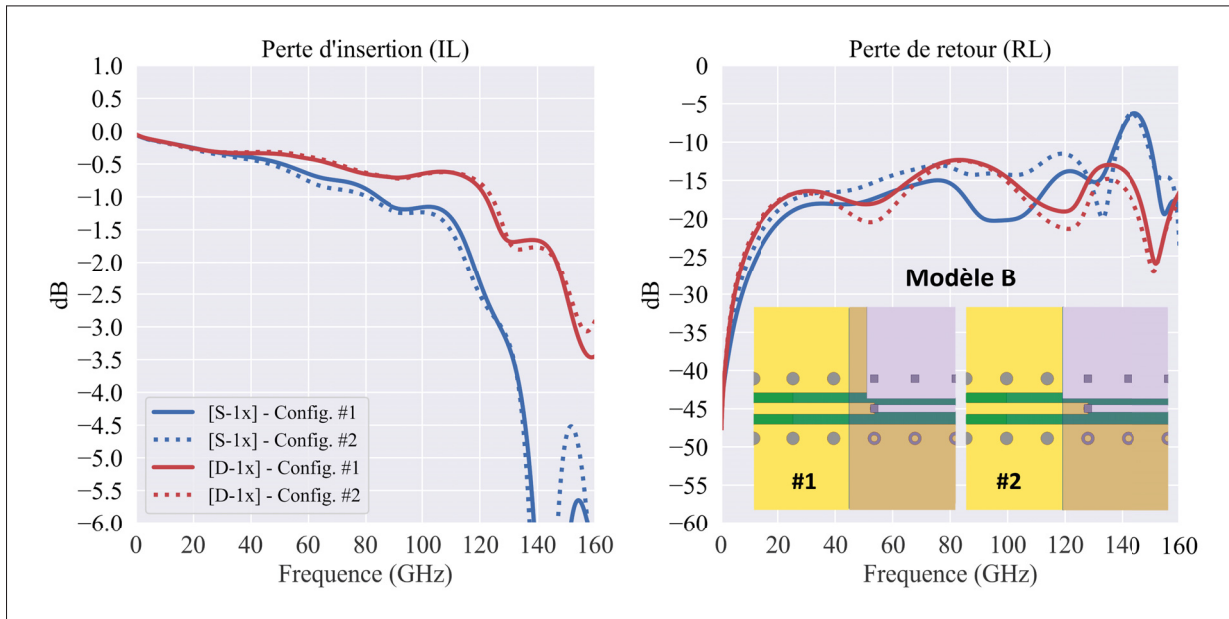 Perte d'insertion (IL)
1.0
0.5
0.0
−0.5
−1.0
−1.5
−2.0
−2.5
−3.0
−3.5
−4.0
−4.5
−5.0
−5.5
−6.0
dB
[S-1x] - Config. #1
[S-1x] - Config. #2
[D-1x] - Config. #1
[D-1x] - Config. #2
0 20 40 60 80 100 120 140 160
Frequence (GHz)
Perte de retour (RL)
0
−5
−10
−15
−20
−25
−30
−35
−40
−45
−50
−55
−60
dB
Modèle B
#1 #2
0 20 40 60 80 100 120 140 160
Frequence (GHz)